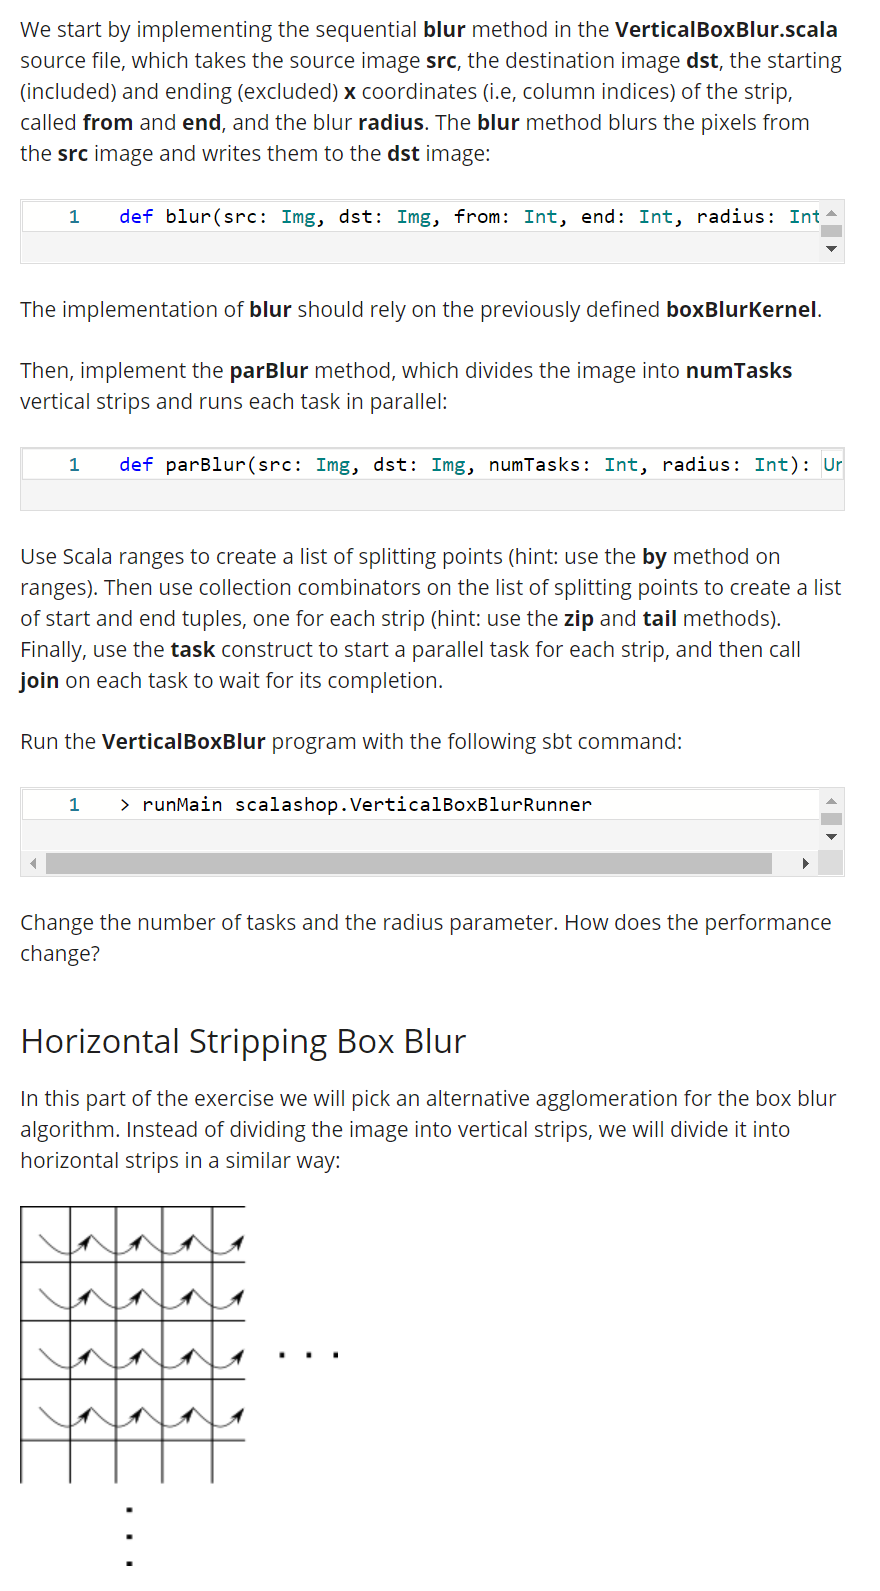 We start by implementing the sequential blur method in the VerticalBoxBlur.scala
source file, which takes the source image src, the destination image dst, the starting
(included) and ending (excluded) x coordinates (i.e, column indices) of the strip,
called from and end, and the blur radius. The blur method blurs the pixels from
the src image and writes them to the dst image:
1 def blur(src: Img, dst: Img, from: Int, end: Int, radius: Int
The implementation of blur should rely on the previously defined boxBlurKernel.
Then, implement the parBlur method, which divides the image into numTasks
vertical strips and runs each task in parallel:
1 def parBlur(src: Img, dst: Img, numTasks: Int, radius: Int): Un
Use Scala ranges to create a list of splitting points (hint: use the by method on
ranges). Then use collection combinators on the list of splitting points to create a list
of start and end tuples, one for each strip (hint: use the zip and tail methods).
Finally, use the task construct to start a parallel task for each strip, and then call
join on each task to wait for its completion.
Run the VerticalBoxBlur program with the following sbt command:
1 > runMain scalashop.VerticalBoxBlurRunner
Change the number of tasks and the radius parameter. How does the performance
change?
Horizontal Stripping Box Blur
In this part of the exercise we will pick an alternative agglomeration for the box blur
algorithm. Instead of dividing the image into vertical strips, we will divide it into
horizontal strips in a similar way: